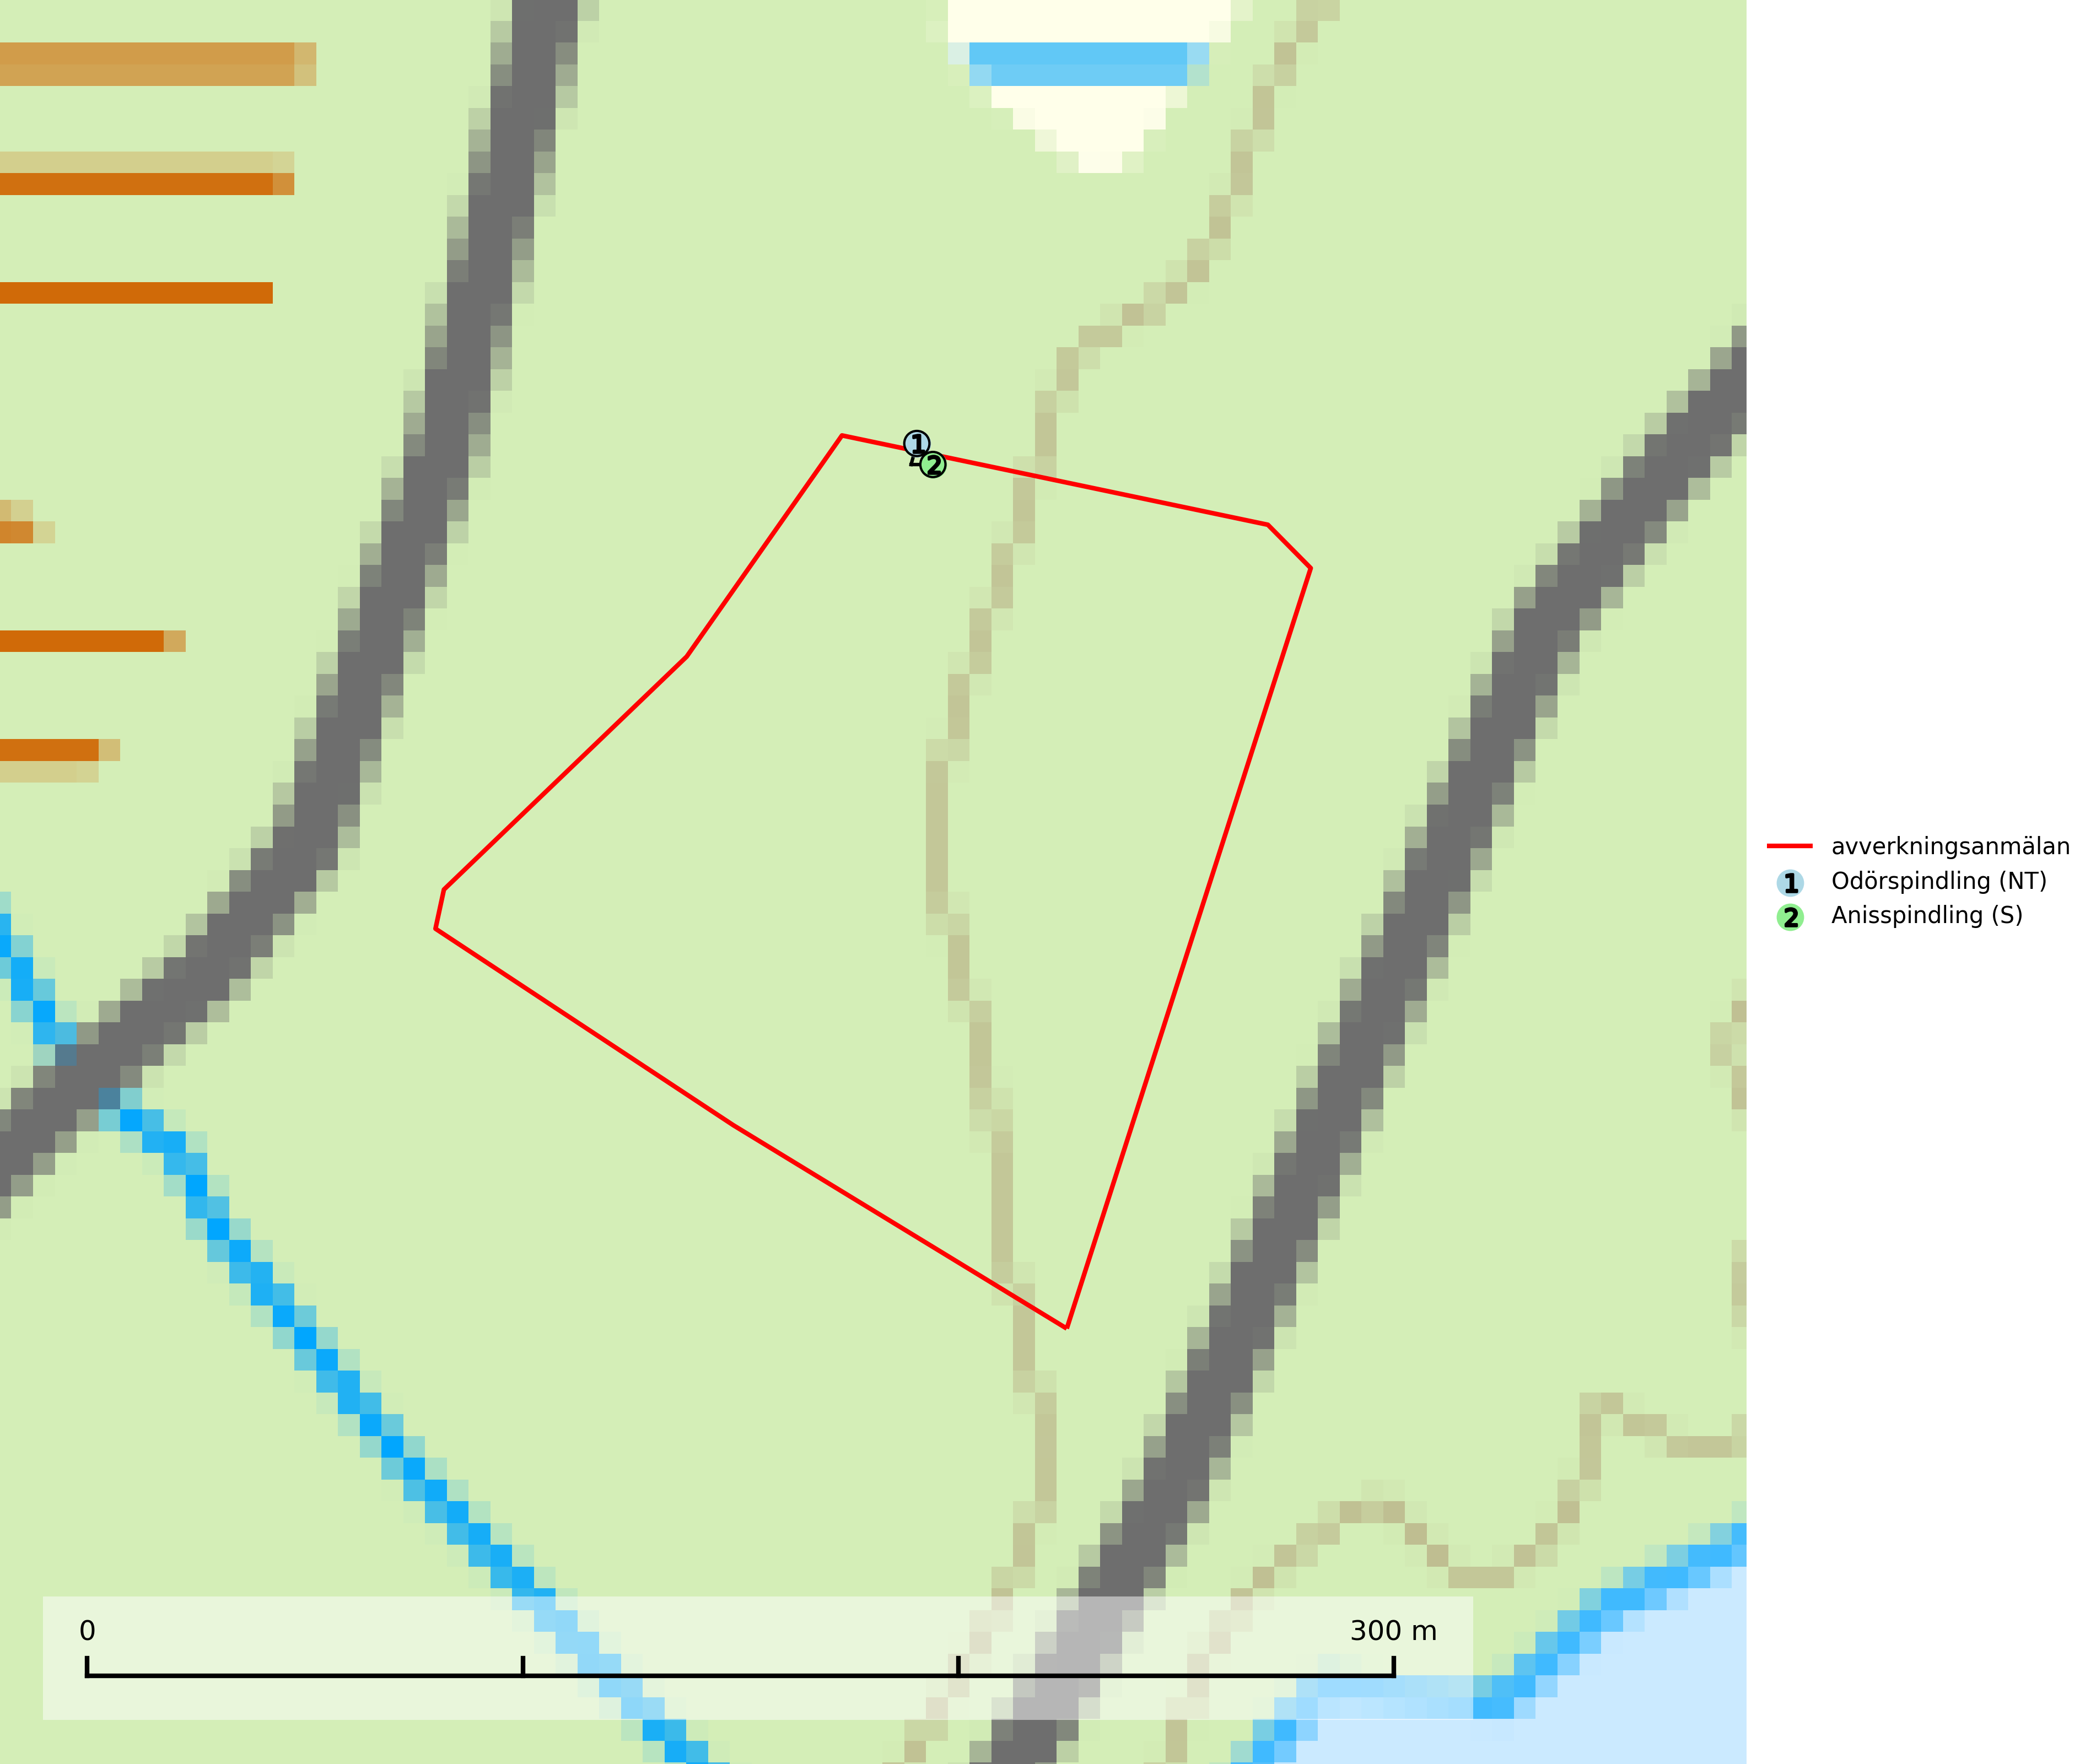 1
2
avverkningsanmälan
1 Odörspindling (NT)
2 Anisspindling (S)
0 300 m